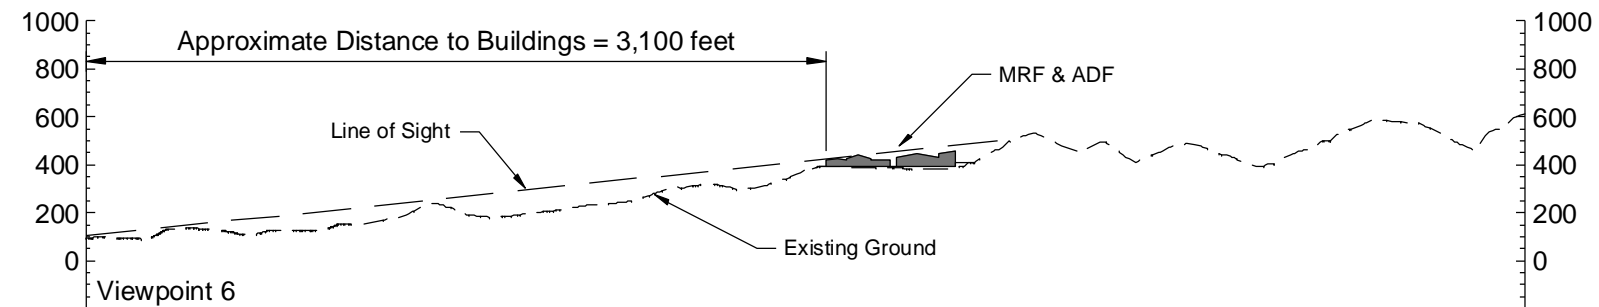 1000 1000
Approximate Distance to Buildings = 3,100 feet
800 MRF & ADF 800
600 Line of Sight 600
400 400
200 200
Existing Ground
0 0
Viewpoint 6